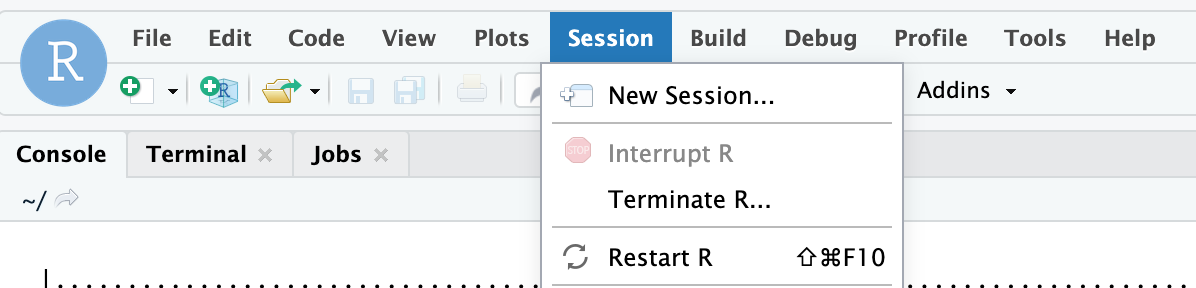 R File Edit Code View Plots Session Build Debug Profile Tools Help
R Addins
New Session...
Console Terminal × Jobs ×
STOP Interrupt R
~/
Terminate R...
Restart R ⇧⌘F10